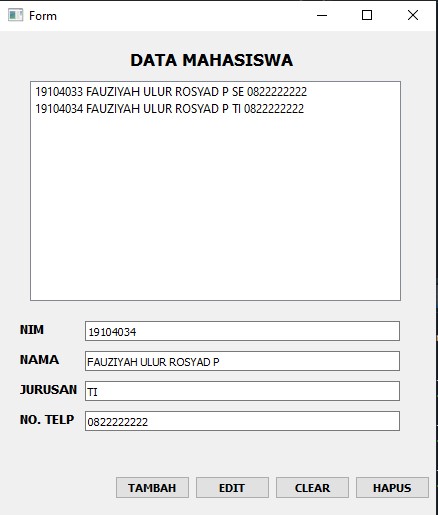 Form
DATA MAHASISWA
19104033 FAUZIYAH ULUR ROSYAD P SE 0822222222
19104034 FAUZIYAH ULUR ROSYAD P TI 0822222222
NIM 19104034
NAMA FAUZIYAH ULUR ROSYAD P
JURUSAN TI
NO. TELP 0822222222
TAMBAH EDIT CLEAR HAPUS